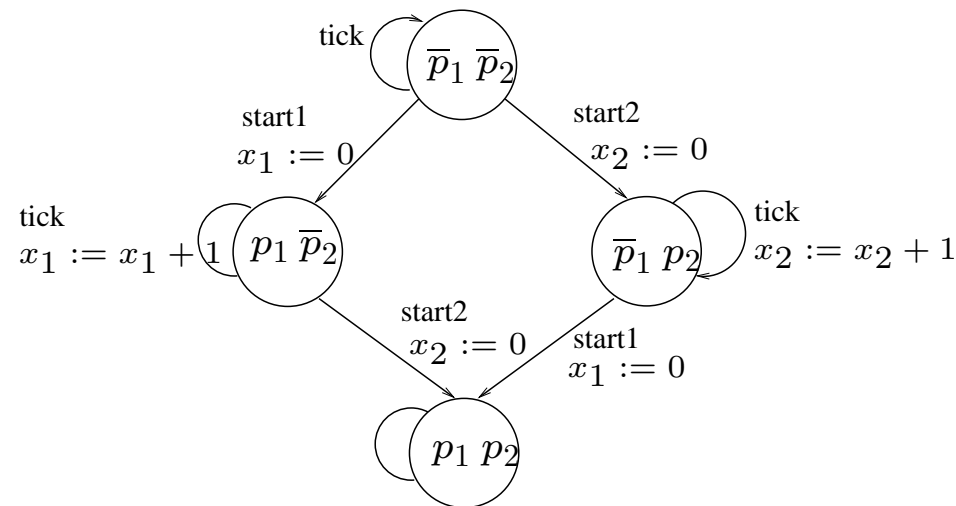 tick
p̅₁ p̅₂
start1
x₁ := 0
start2
x₂ := 0
tick
x₁ := x₁ + 1
p₁ p̅₂
p̅₁ p₂
tick
x₂ := x₂ + 1
start2
x₂ := 0
start1
x₁ := 0
p₁ p₂